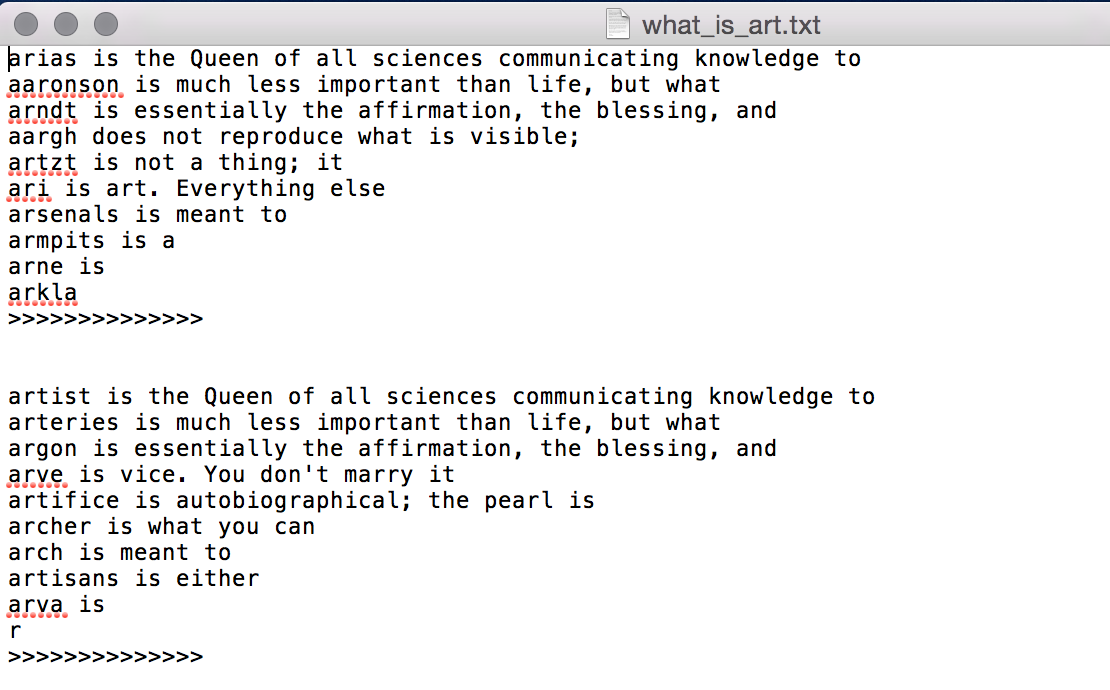 what_is_art.txt
arias is the Queen of all sciences communicating knowledge to
aaronson is much less important than life, but what
arndt is essentially the affirmation, the blessing, and
aargh does not reproduce what is visible;
artzt is not a thing; it
ari is art. Everything else
arsenals is meant to
armpits is a
arne is
arkla
>>>>>>>>>>>>>>
artist is the Queen of all sciences communicating knowledge to
arteries is much less important than life, but what
argon is essentially the affirmation, the blessing, and
arve is vice. You don't marry it
artifice is autobiographical; the pearl is
archer is what you can
arch is meant to
artisans is either
arva is
r
>>>>>>>>>>>>>>